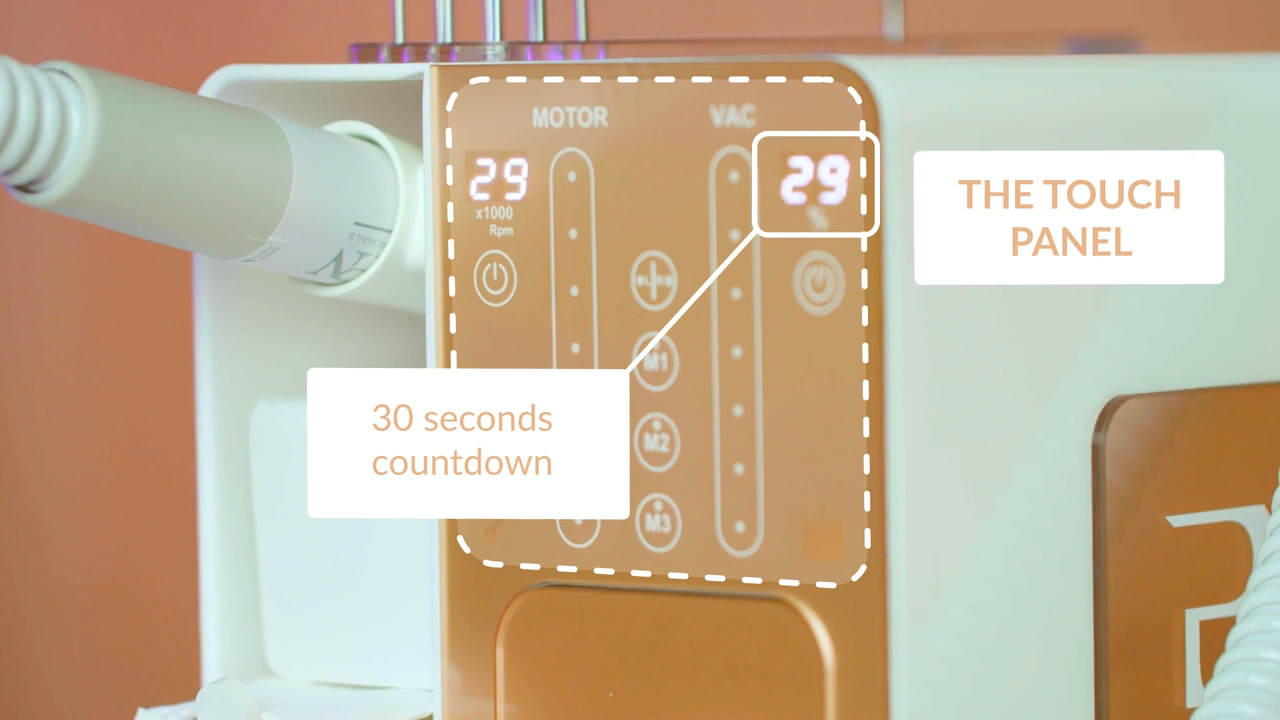 MOTOR
VAC
29
29
x1000
Rpm
%
THE TOUCH
PANEL
M1
30 seconds
countdown
M2
M3